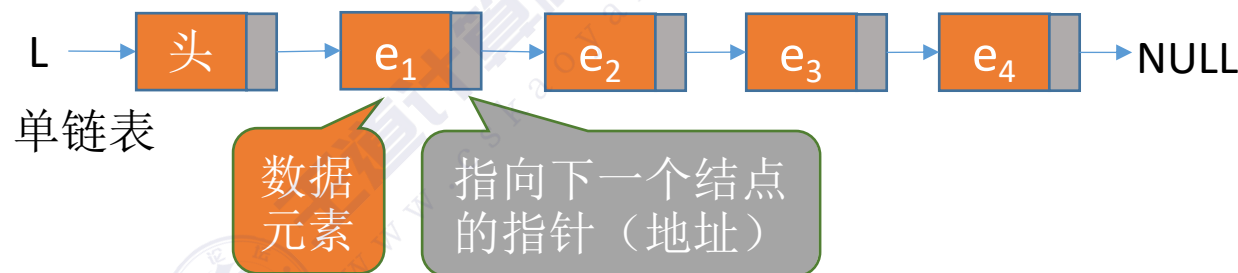 L 头 e₁ e₂ e₃ e₄ NULL
单链表
数据
元素
指向下一个结点
的指针（地址）